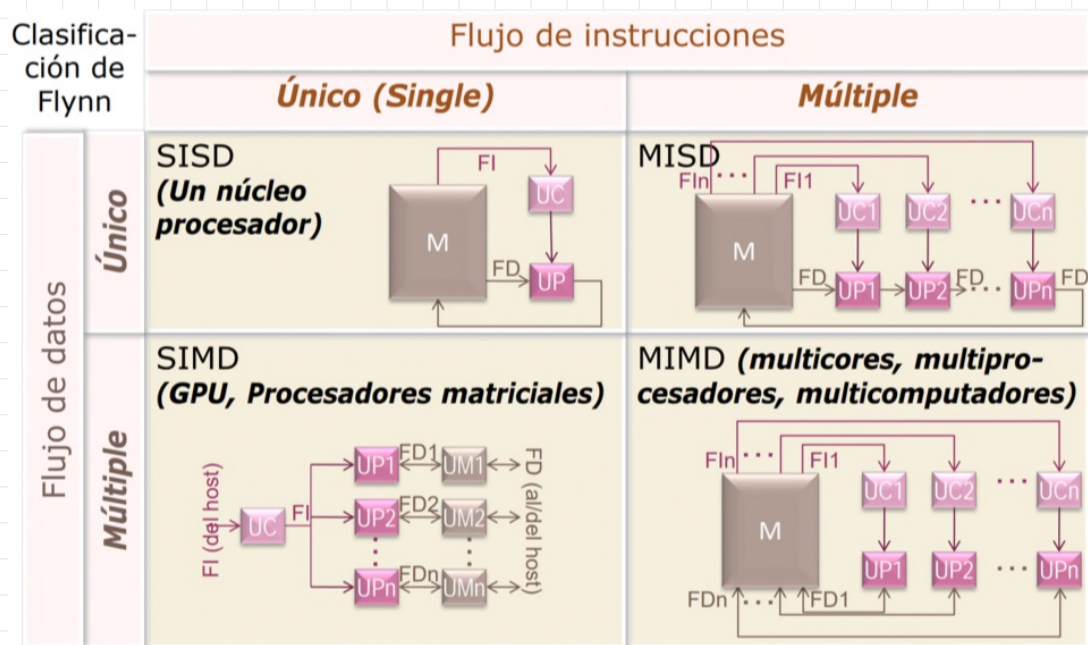 Clasifica-
ción de
Flynn
Flujo de instrucciones
Único (Single)
Múltiple
Flujo de datos
Único
SISD
(Un núcleo
procesador)
FI
UC
M
FD
UP
MISD
FIn ... FI1
UC1 UC2 ... UCn
M
FD UP1 UP2 FD ... UPn FD
Múltiple
SIMD
(GPU, Procesadores matriciales)
FI (del host)
UC
FI
UP1 FD1 UM1
UP2 FD2 UM2
...
UPn FDn UMn
FD (al/del host)
MIMD (multicores, multipro-
cesadores, multicomputadores)
FIn ... FI1
UC1 UC2 ... UCn
M
UP1 UP2 ... UPn
FDn ... FD1